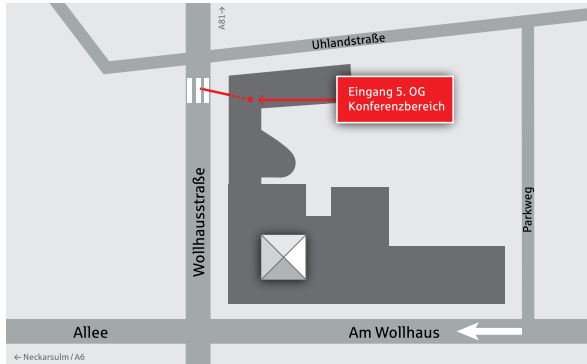 A81→
Uhlandstraße
Eingang 5. OG
Konferenzbereich
Wollhausstraße
Parkweg
Allee
Am Wollhaus
← Neckarsulm / A6